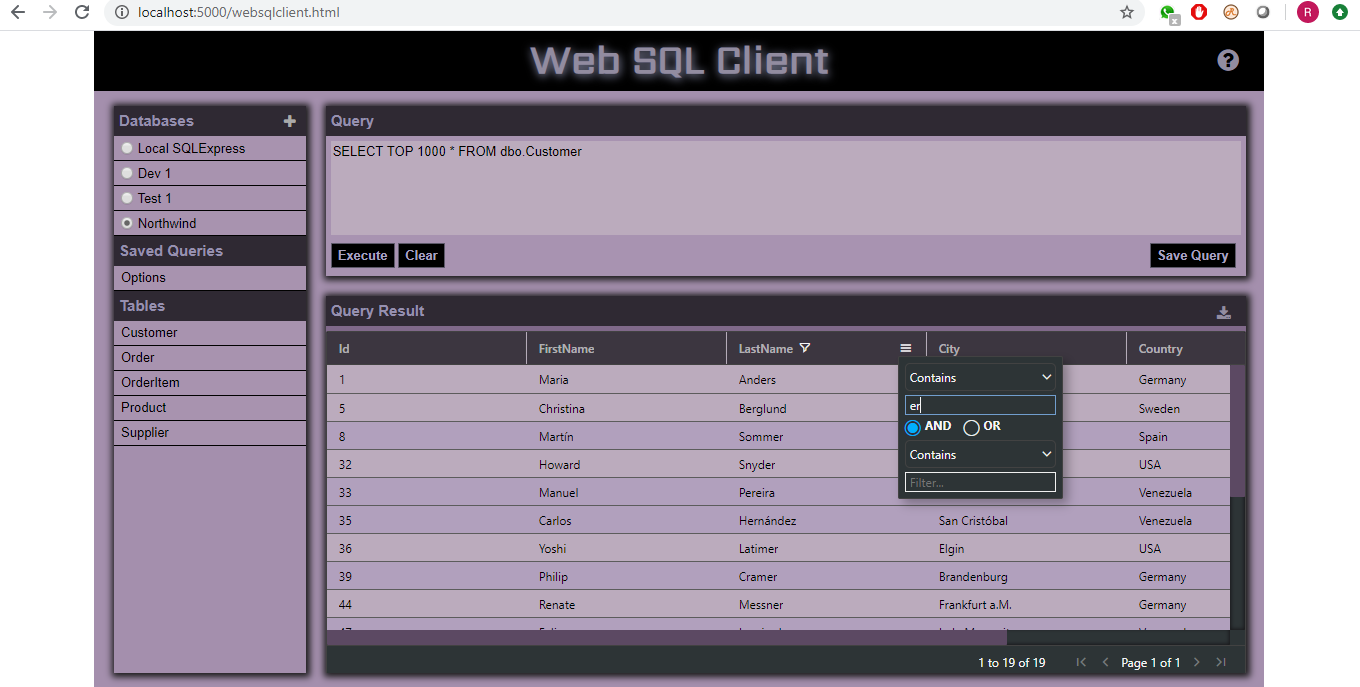 localhost:5000/websqlclient.html
R
Web SQL Client
Databases
Local SQLExpress
Dev 1
Test 1
Northwind
Saved Queries
Options
Tables
Customer
Order
OrderItem
Product
Supplier
Query
SELECT TOP 1000 * FROM dbo.Customer
Execute Clear Save Query
Query Result
Id FirstName LastName City Country
1 Maria Anders Germany
5 Christina Berglund Sweden
8 Martín Sommer Spain
32 Howard Snyder USA
33 Manuel Pereira Venezuela
35 Carlos Hernández San Cristóbal Venezuela
36 Yoshi Latimer Elgin USA
39 Philip Cramer Brandenburg Germany
44 Renate Messner Frankfurt a.M. Germany
Contains
er
AND OR
Contains
Filter...
1 to 19 of 19 Page 1 of 1